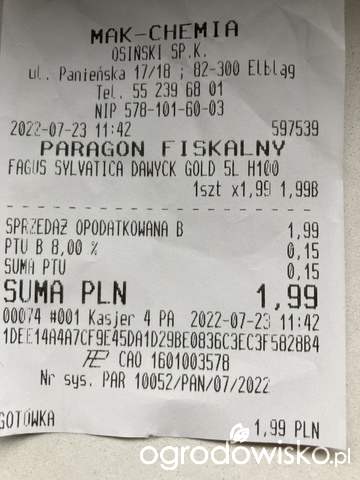 MAK-CHEMIA
OSIŃSKI SP.K.
ul. Panieńska 17/18 ; 82-300 Elbląg
Tel. 55 239 68 01
NIP 578-101-60-03
2022-07-23 11:42 597539
PARAGON FISKALNY
FAGUS SYLVATICA DAWYCK GOLD 5L H100
1szt x1,99 1,99B
SPRZEDAŻ OPODATKOWANA B 1,99
PTU B 8,00 % 0,15
SUMA PTU 0,15
SUMA PLN 1,99
00074 #001 Kasjer 4 PA 2022-07-23 11:42
1DEE14A4A7CF9E45DA1D29BE0836C3EC3F5828B4
CAO 1601003578
Nr sys. PAR 10052/PAN/07/2022
GOTÓWKA 1,99 PLN
ogrodowisko.pl